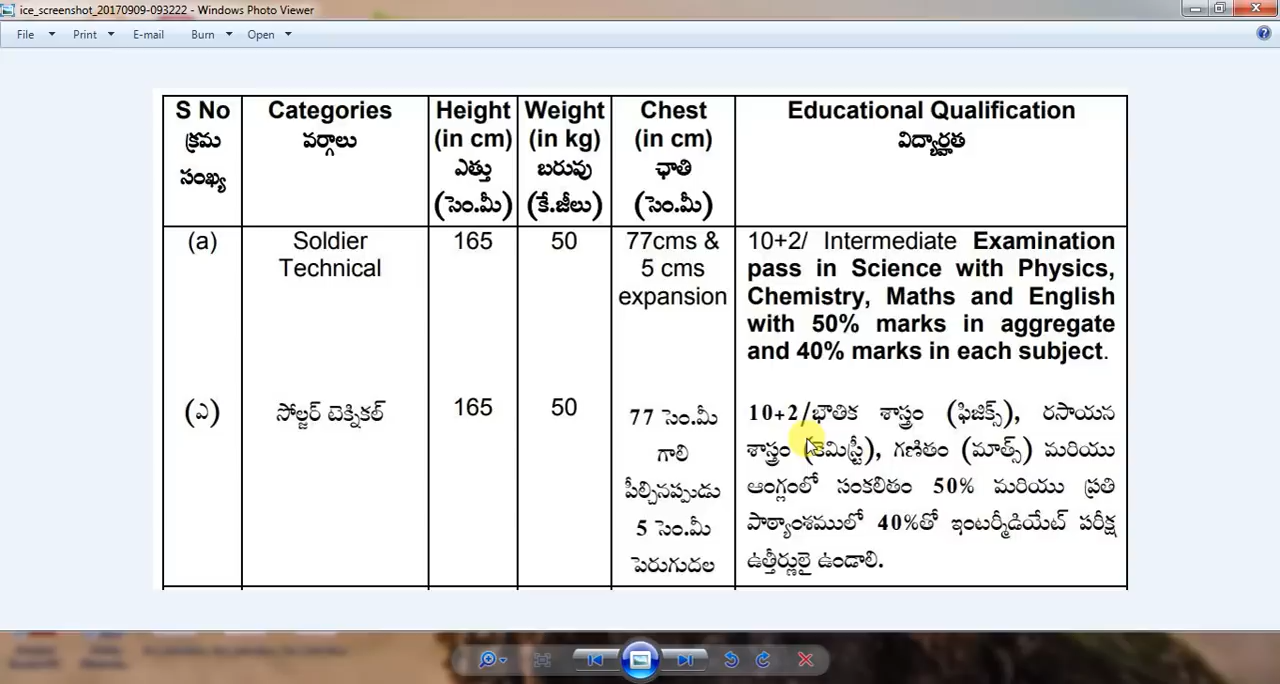 ice_screenshot_20170909-093222 - Windows Photo Viewer
File Print E-mail Burn Open
S No
క్రమ
సంఖ్య
Categories
వర్గాలు
Height
(in cm)
ఎత్తు
(సెం.మీ)
Weight
(in kg)
బరువు
(కే.జీలు)
Chest
(in cm)
ఛాతి
(సెం.మీ)
Educational Qualification
విద్యార్హత
(a)
Soldier
Technical
165
50
77cms &
5 cms
expansion
10+2/ Intermediate Examination
pass in Science with Physics,
Chemistry, Maths and English
with 50% marks in aggregate
and 40% marks in each subject.
(ఎ)
సోల్జర్ టెక్నికల్
165
50
77 సెం.మీ
గాలి
పీల్చినప్పుడు
5 సెం.మీ
పెరుగుదల
10+2/భౌతిక శాస్త్రం (ఫిజిక్స్), రసాయన
శాస్త్రం (కెమిస్ట్రీ), గణితం (మాత్స్) మరియు
ఆంగ్లంలో సంకలితం 50% మరియు ప్రతి
పాఠ్యాంశములో 40%తో ఇంటర్మీడియేట్ పరీక్ష
ఉత్తీర్ణులై ఉండాలి.